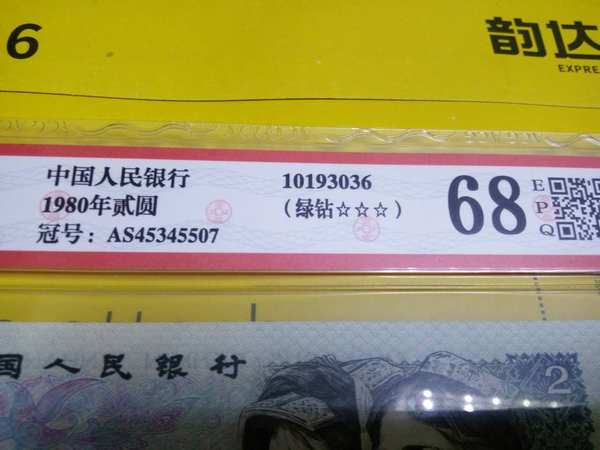 6
韵达
EXPRE
中国人民银行
1980年贰圆
冠号：AS45345507
10193036
（绿钻☆☆☆）
68
E
P
Q
国人民银行
2